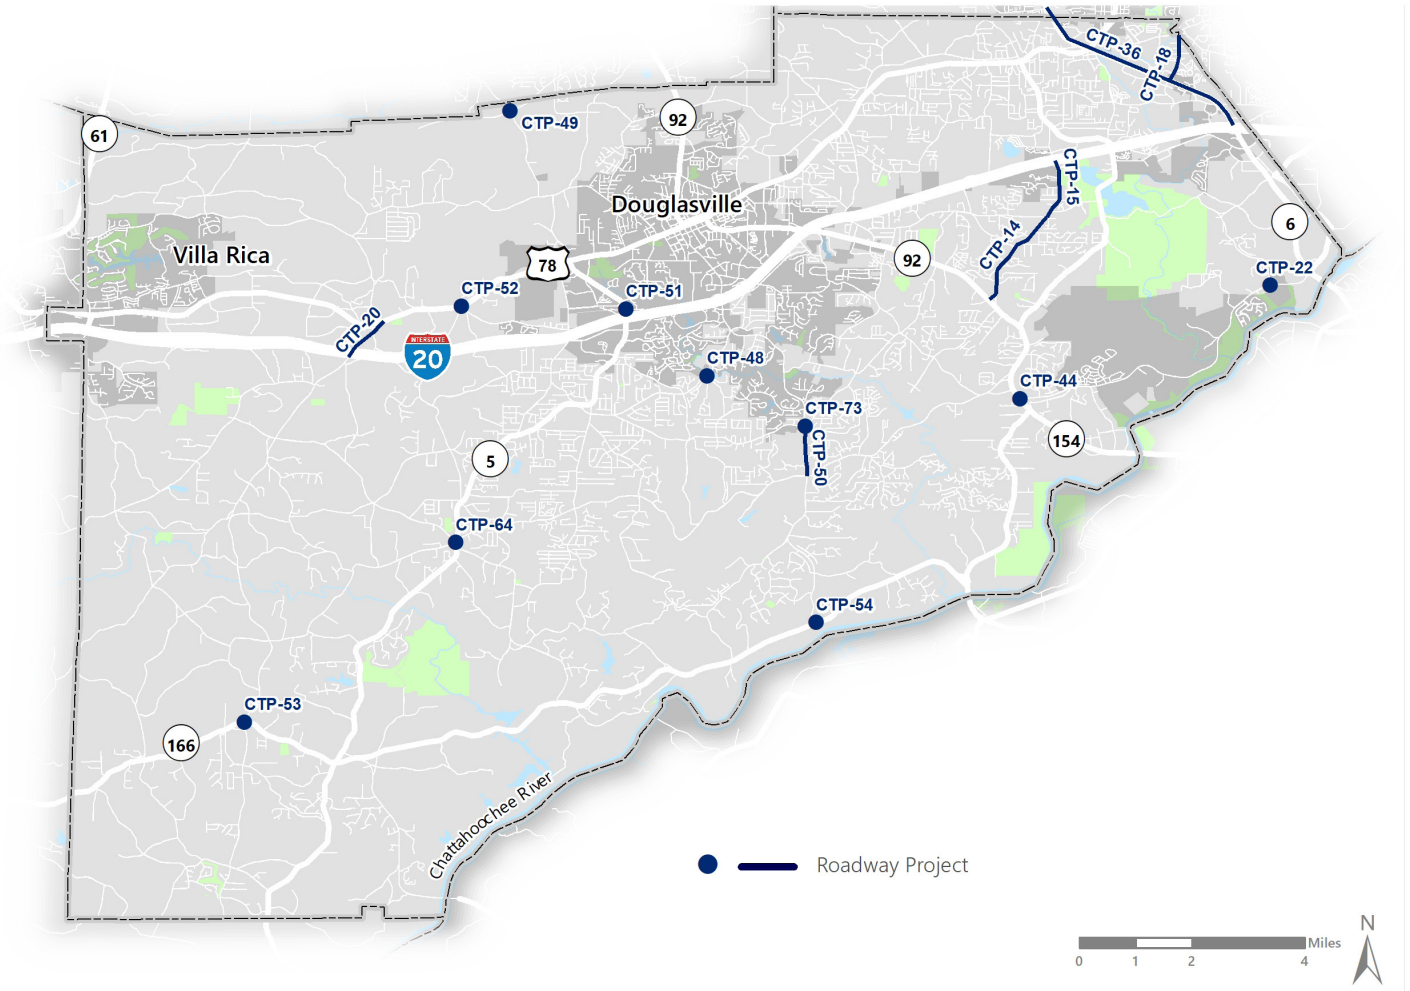 CTP-36
CTP-18
CTP-49
92
61
CTP-15
Douglasville
6
CTP-14
Villa Rica
92
78
CTP-22
CTP-52
CTP-51
CTP-20
INTERSTATE
20
CTP-48
CTP-44
CTP-73
154
CTP-50
5
CTP-64
CTP-54
CTP-53
166
Chattahoochee River
Roadway Project
N
Miles
0 1 2 4